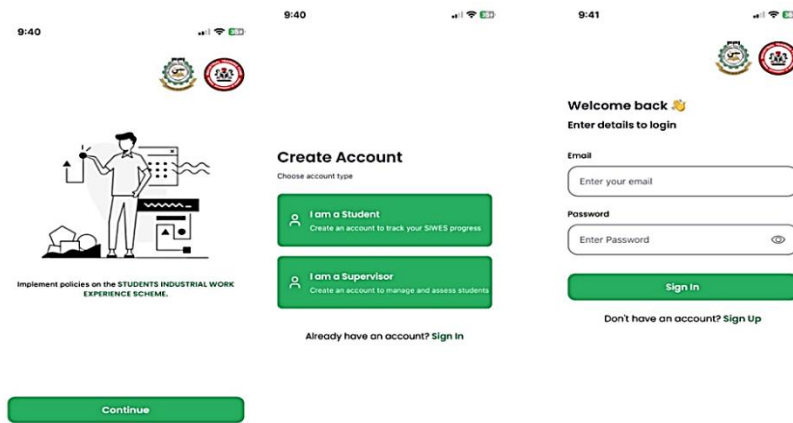 9:40
Implement policies on the STUDENTS INDUSTRIAL WORK
EXPERIENCE SCHEME.
Continue
9:40
Create Account
Choose account type
I am a Student
Create an account to track your SIWES progress
I am a Supervisor
Create an account to manage and assess students
Already have an account? Sign In
9:41
Welcome back 👋
Enter details to login
Email
Enter your email
Password
Enter Password
Sign In
Don't have an account? Sign Up